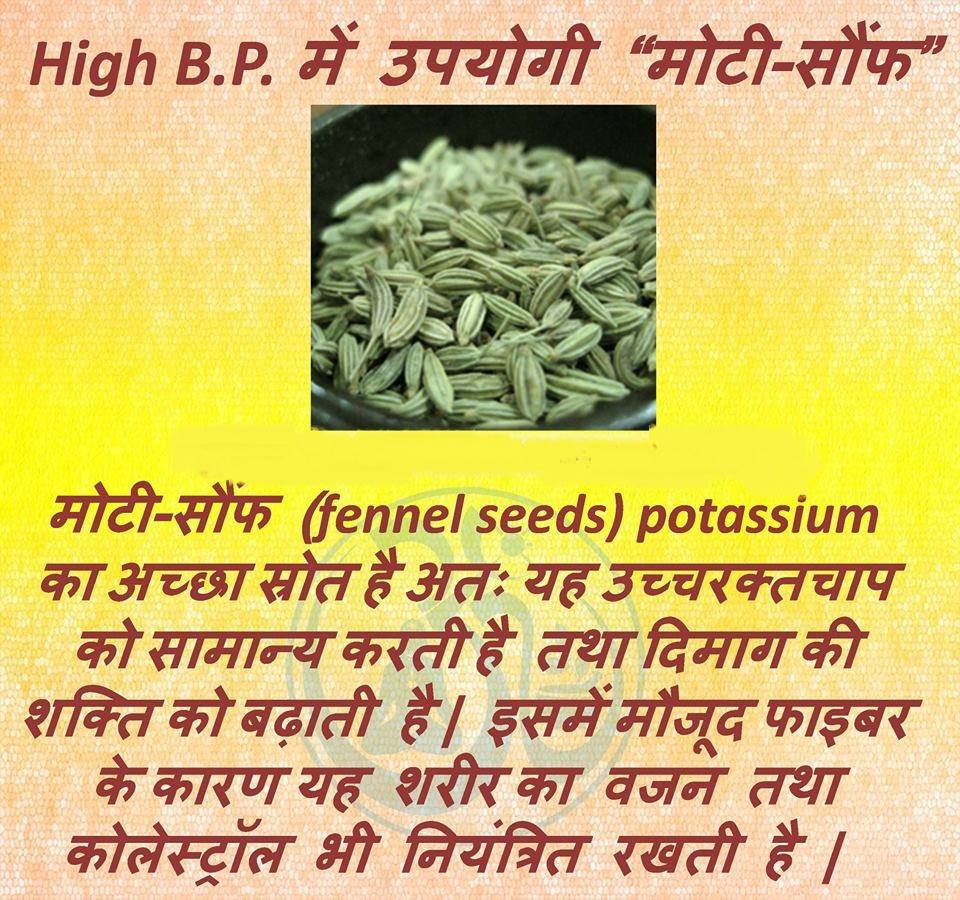 High B.P. में उपयोगी “मोटी-सौंफ”
मोटी-सौंफ (fennel seeds) potassium
का अच्छा स्रोत है अतः यह उच्चरक्तचाप
को सामान्य करती है तथा दिमाग की
शक्ति को बढ़ाती है| इसमें मौजूद फाइबर
के कारण यह शरीर का वजन तथा
कोलेस्ट्रॉल भी नियंत्रित रखती है |